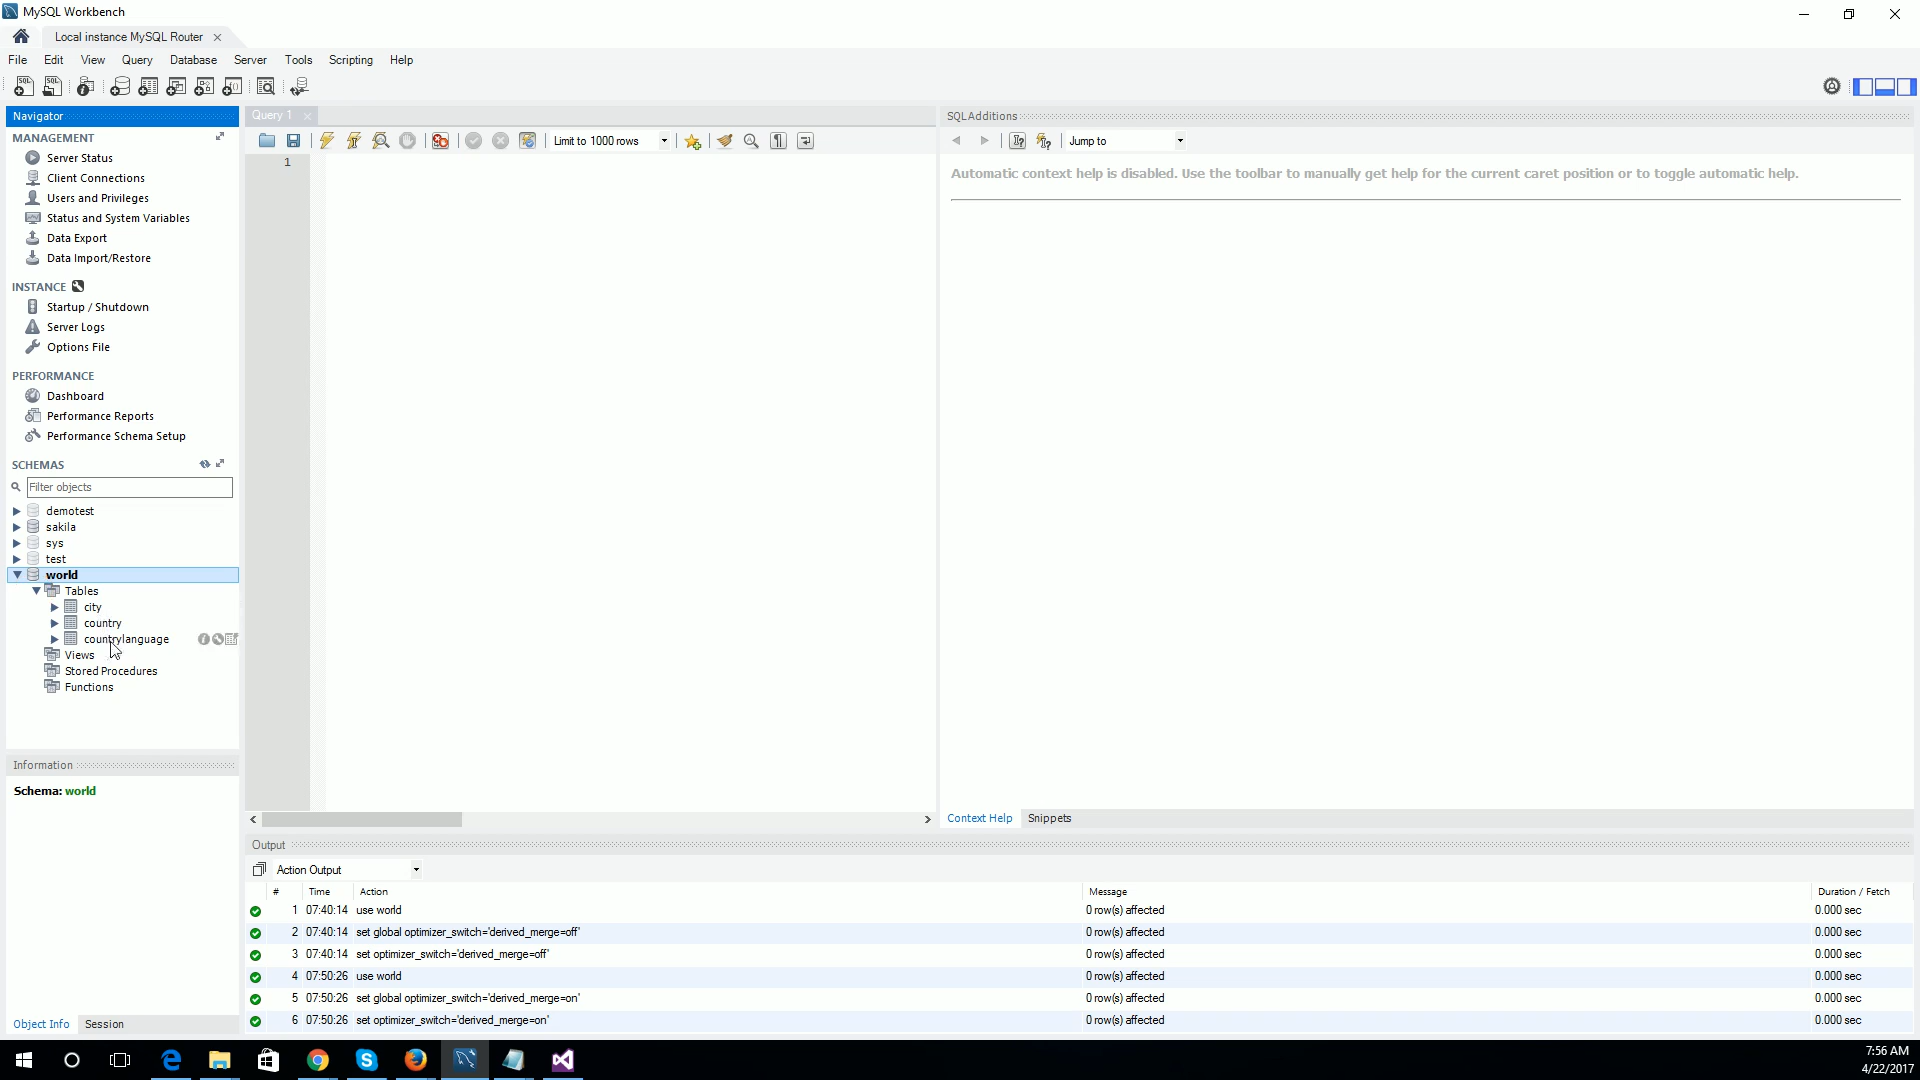 MySQL Workbench
Local instance MySQL Router
File Edit View Query Database Server Tools Scripting Help
Navigator
MANAGEMENT
Server Status
Client Connections
Users and Privileges
Status and System Variables
Data Export
Data Import/Restore
INSTANCE
Startup / Shutdown
Server Logs
Options File
PERFORMANCE
Dashboard
Performance Reports
Performance Schema Setup
SCHEMAS
Filter objects
demotest
sakila
sys
test
world
Tables
city
country
countrylanguage
Views
Stored Procedures
Functions
Information
Schema: world
Object Info Session
Query 1
Limit to 1000 rows
1
SQLAdditions
Jump to
Automatic context help is disabled. Use the toolbar to manually get help for the current caret position or to toggle automatic help.
Context Help Snippets
Output
Action Output
# Time Action Message Duration / Fetch
1 07:40:14 use world 0 row(s) affected 0.000 sec
2 07:40:14 set global optimizer_switch='derived_merge=off' 0 row(s) affected 0.000 sec
3 07:40:14 set optimizer_switch='derived_merge=off' 0 row(s) affected 0.000 sec
4 07:50:26 use world 0 row(s) affected 0.000 sec
5 07:50:26 set global optimizer_switch='derived_merge=on' 0 row(s) affected 0.000 sec
6 07:50:26 set optimizer_switch='derived_merge=on' 0 row(s) affected 0.000 sec
7:56 AM
4/22/2017